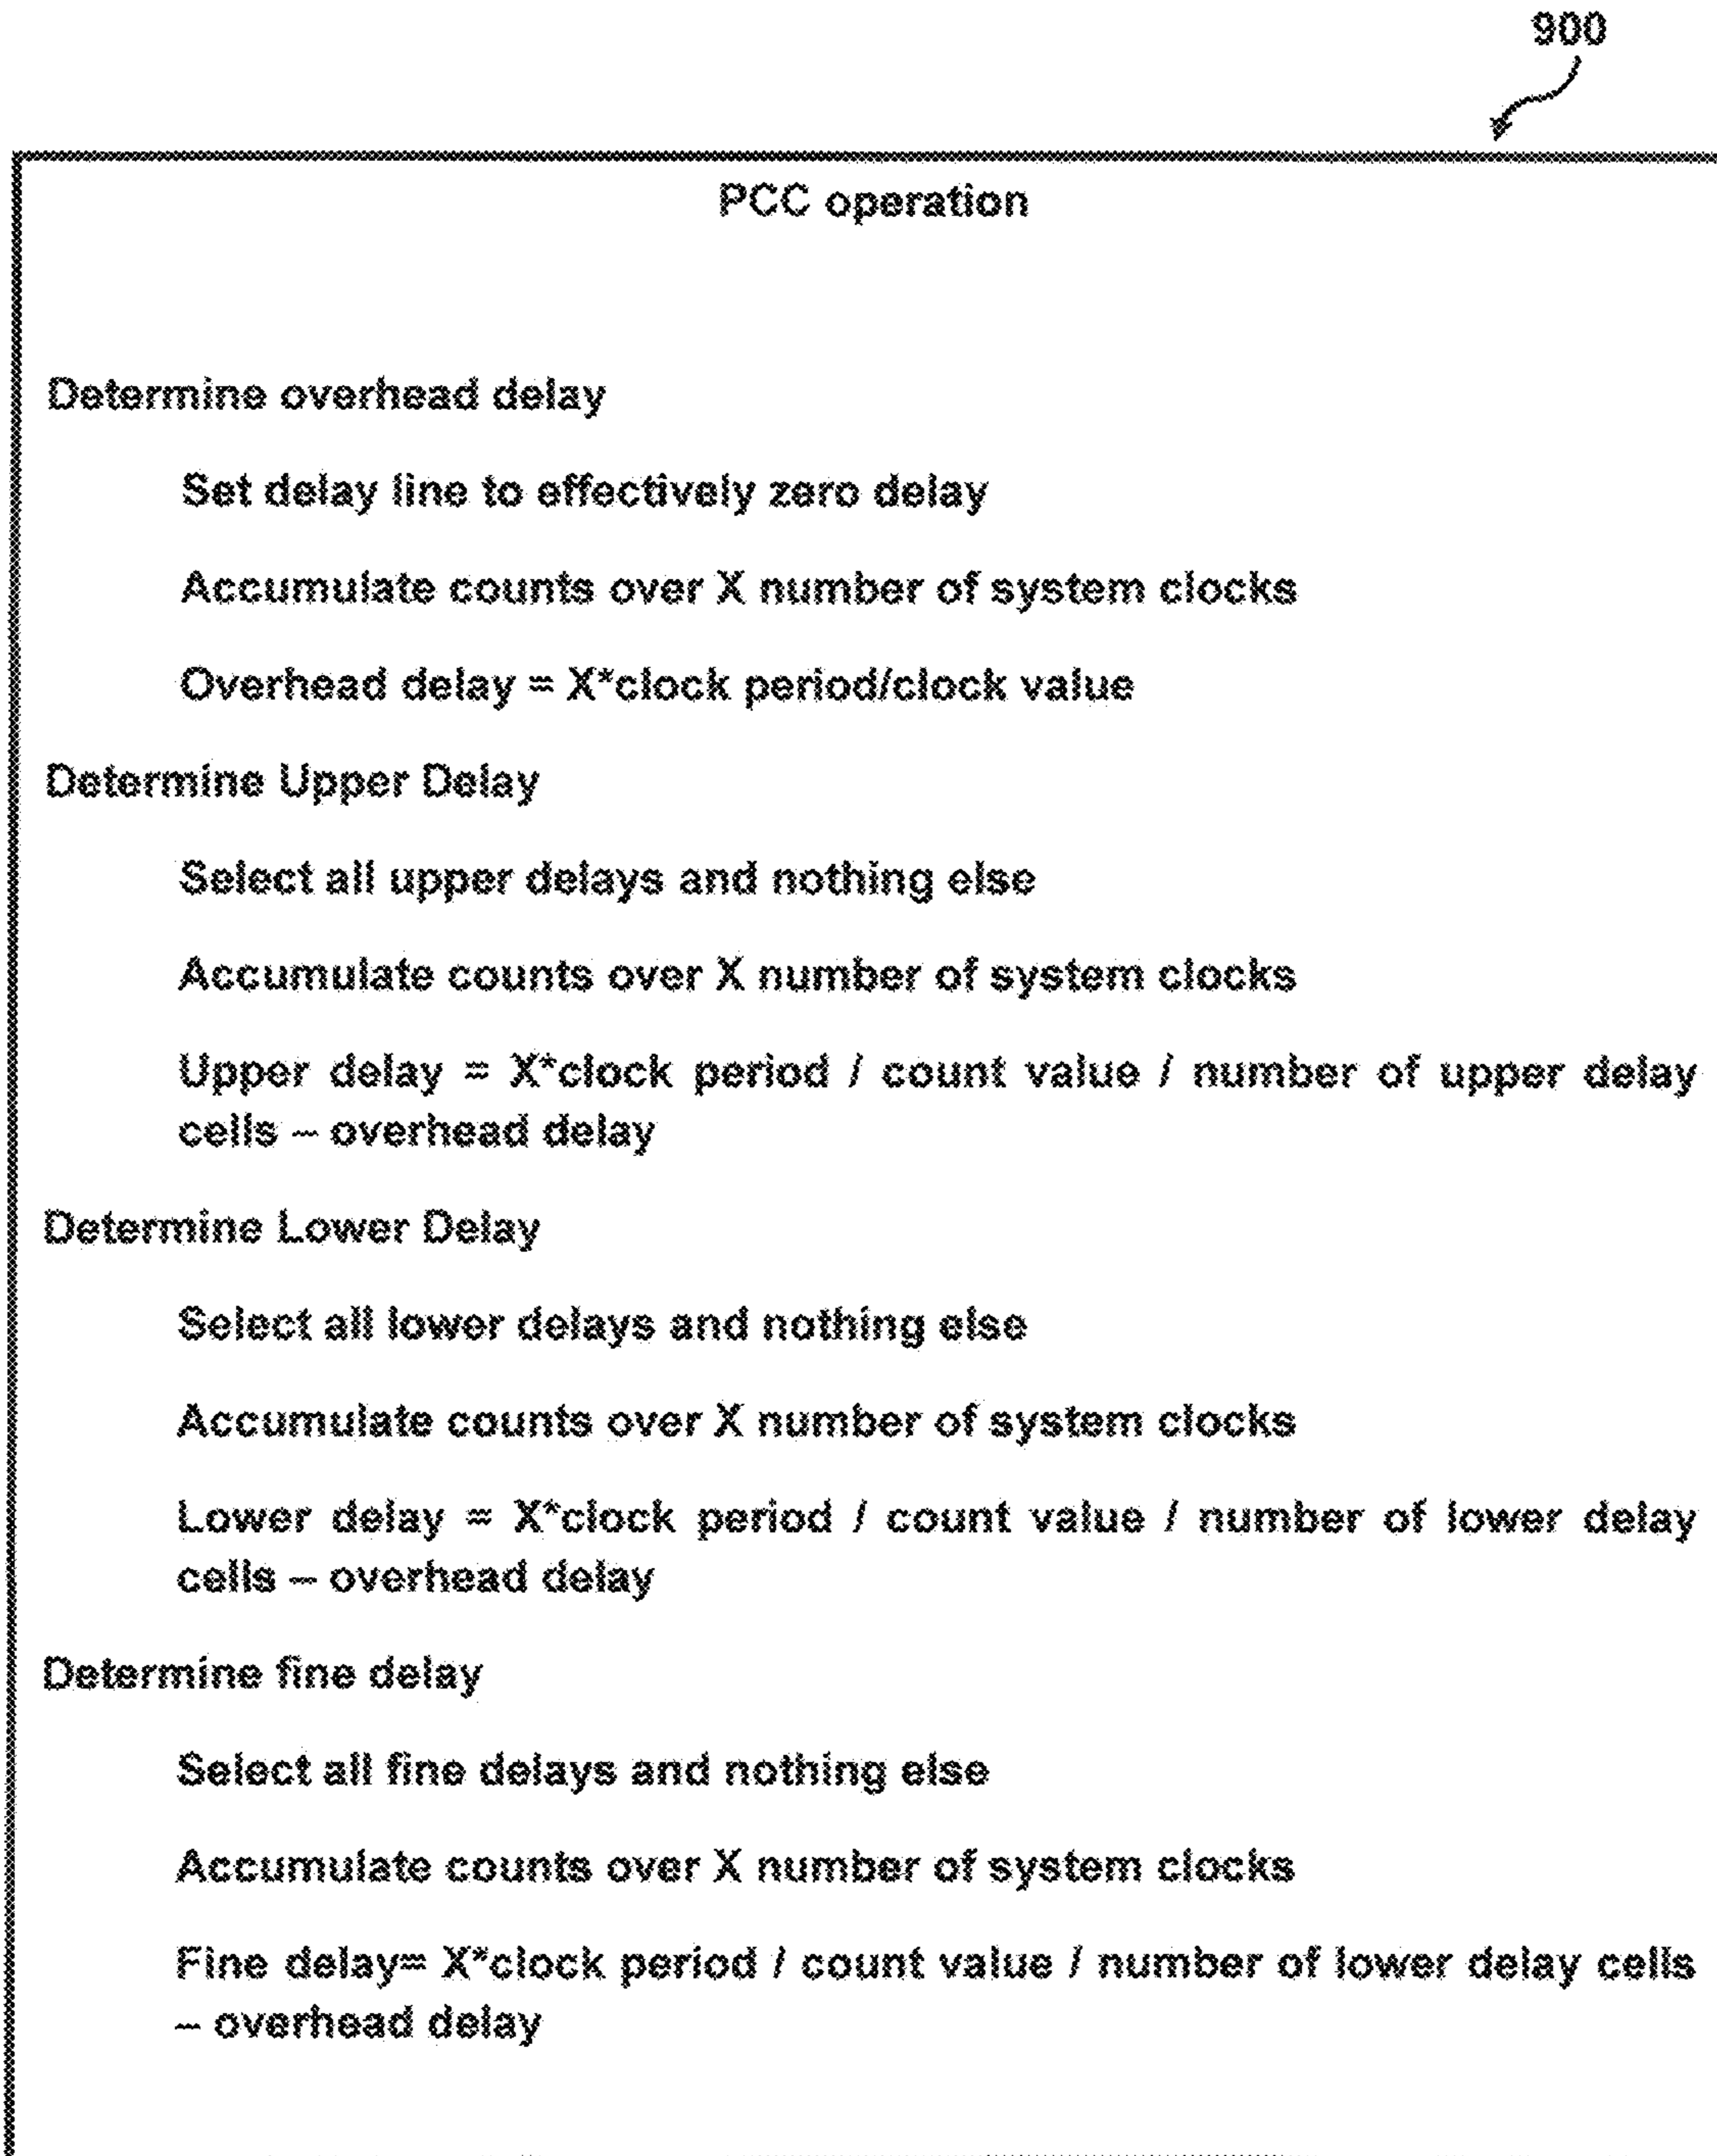 900
PCC operation
Determine overhead delay
Set delay line to effectively zero delay
Accumulate counts over X number of system clocks
Overhead delay = X*clock period/clock value
Determine Upper Delay
Select all upper delays and nothing else
Accumulate counts over X number of system clocks
Upper delay = X*clock period / count value / number of upper delay
cells – overhead delay
Determine Lower Delay
Select all lower delays and nothing else
Accumulate counts over X number of system clocks
Lower delay = X*clock period / count value / number of lower delay
cells – overhead delay
Determine fine delay
Select all fine delays and nothing else
Accumulate counts over X number of system clocks
Fine delay= X*clock period / count value / number of lower delay cells
– overhead delay